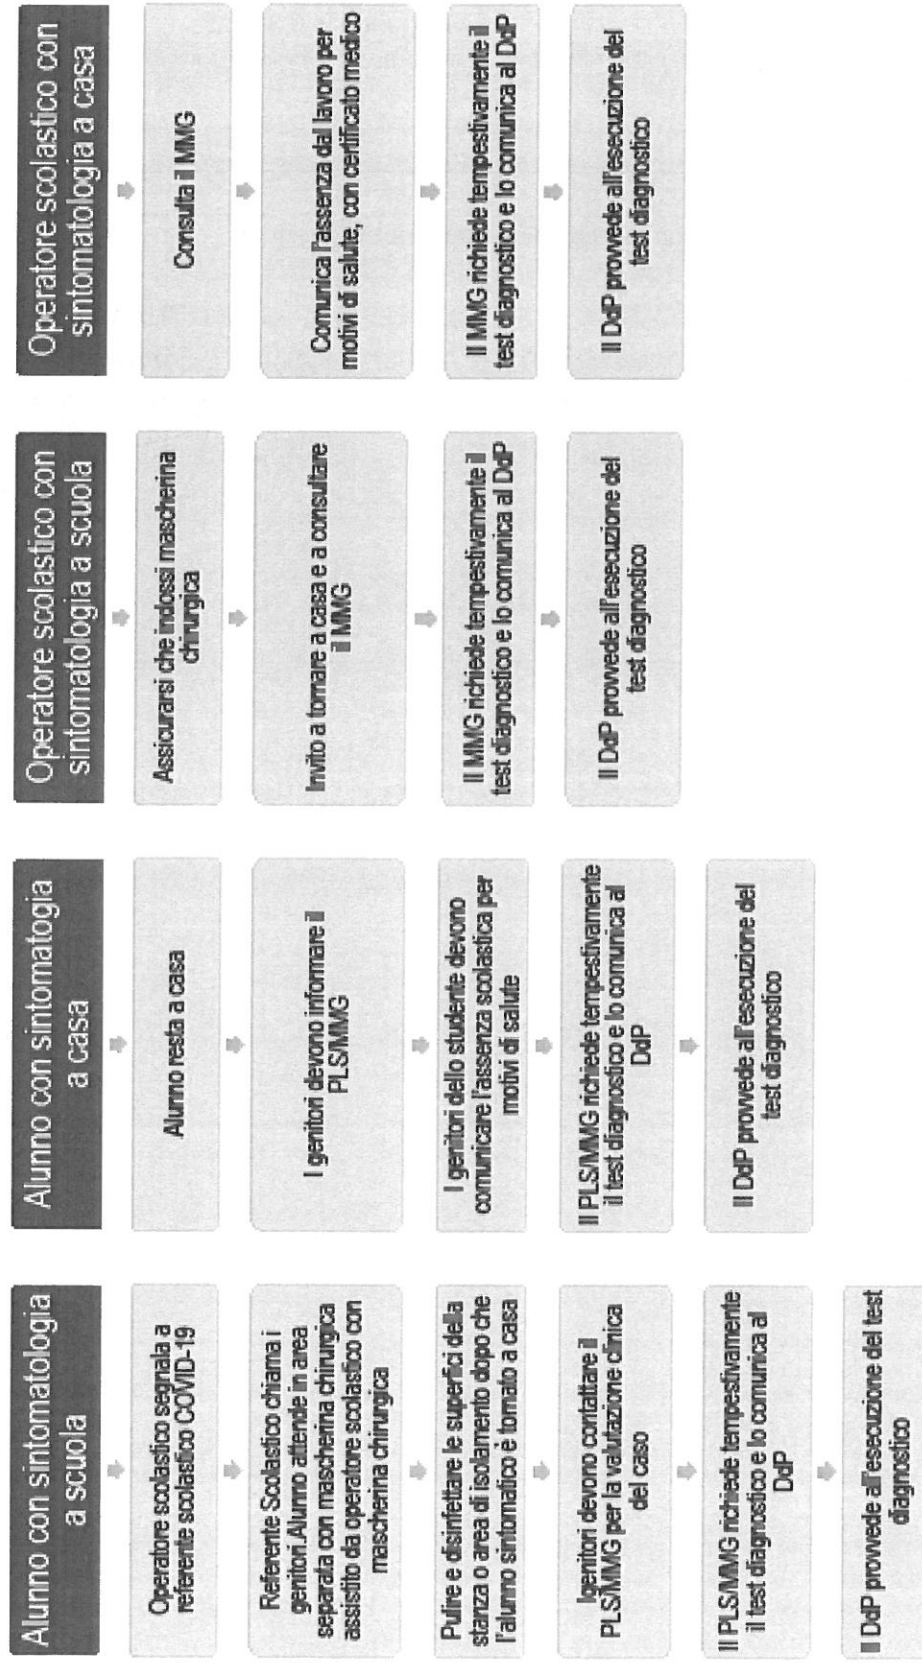 Alunno con sintomatologia
a scuola
Operatore scolastico segnala a
referente scolastico COVID-19
Referente Scolastico chiama i
genitori. Alunno attende in area
separata con mascherina chirurgica
assistito da operatore scolastico con
mascherina chirurgica
Pulire e disinfettare le superfici della
stanza o area di isolamento dopo che
l'alunno sintomatico è tornato a casa
Igenitori devono contattare il
PLS/MMG per la valutazione clinica
del caso
Il PLS/MMG richiede tempestivamente
il test diagnostico e lo comunica al
DdP
Il DdP provvede all'esecuzione del test
diagnostico
Alunno con sintomatogia
a casa
Alunno resta a casa
I genitori devono informare il
PLS/MMG
I genitori dello studente devono
comunicare l'assenza scolastica per
motivi di salute
Il PLS/MMG richiede tempestivamente
il test diagnostico e lo comunica al
DdP
Il DdP provvede all'esecuzione del
test diagnostico
Operatore scolastico con
sintomatologia a scuola
Assicurarsi che indossi mascherina
chirurgica
Invito a tornare a casa e a consultare
il MMG
Il MMG richiede tempestivamente il
test diagnostico e lo comunica al DdP
Il DdP provvede all'esecuzione del
test diagnostico
Operatore scolastico con
sintomatologia a casa
Consulta il MMG
Comunica l'assenza dal lavoro per
motivi di salute, con certificato medico
Il MMG richiede tempestivamente il
test diagnostico e lo comunica al DdP
Il DdP provvede all'esecuzione del
test diagnostico